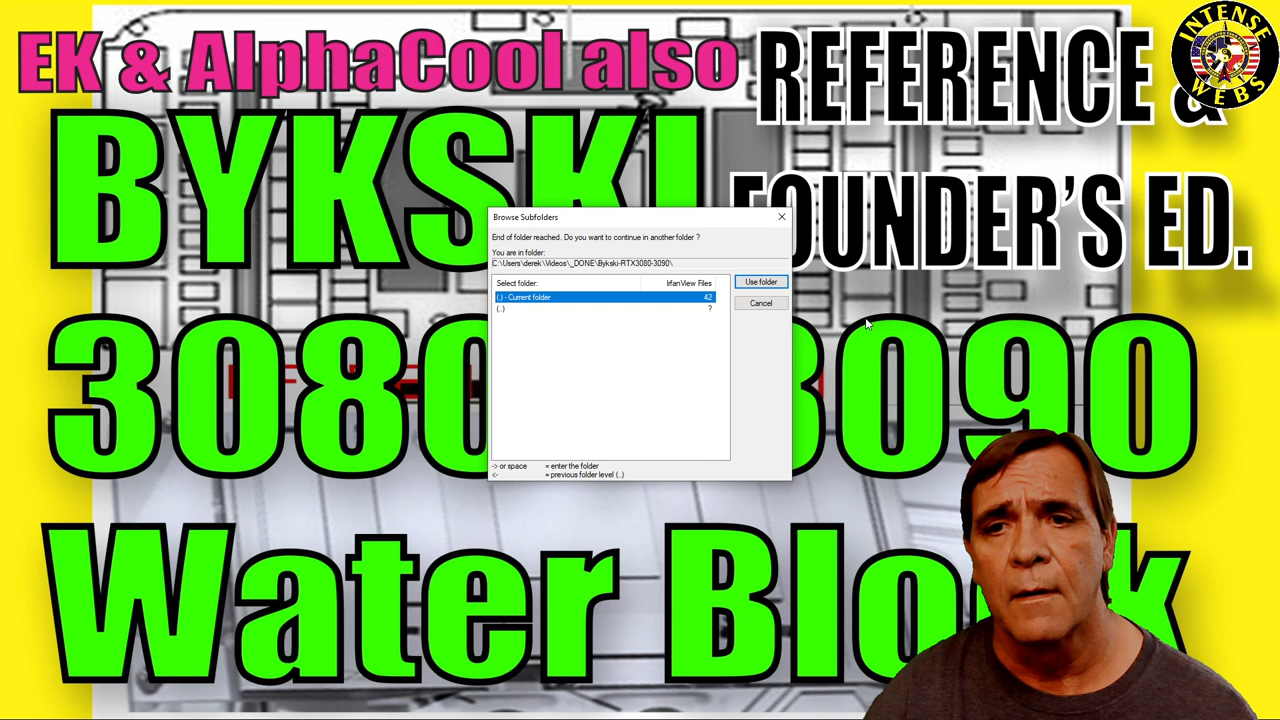 EK & AlphaCool also
REFERENCE &
INTENSE
WEBS
BYKSKI
FOUNDER'S ED.
Browse Subfolders
End of folder reached. Do you want to continue in another folder ?
You are in folder:
C:\Users\derek\Videos\_DONE\Bykski-RTX3080-3090\
Select folder: IrfanView Files
(.) - Current folder 42
(..) ?
Use folder
Cancel
-> or space = enter the folder
<- = previous folder level (..)
3080 3090
Water Block